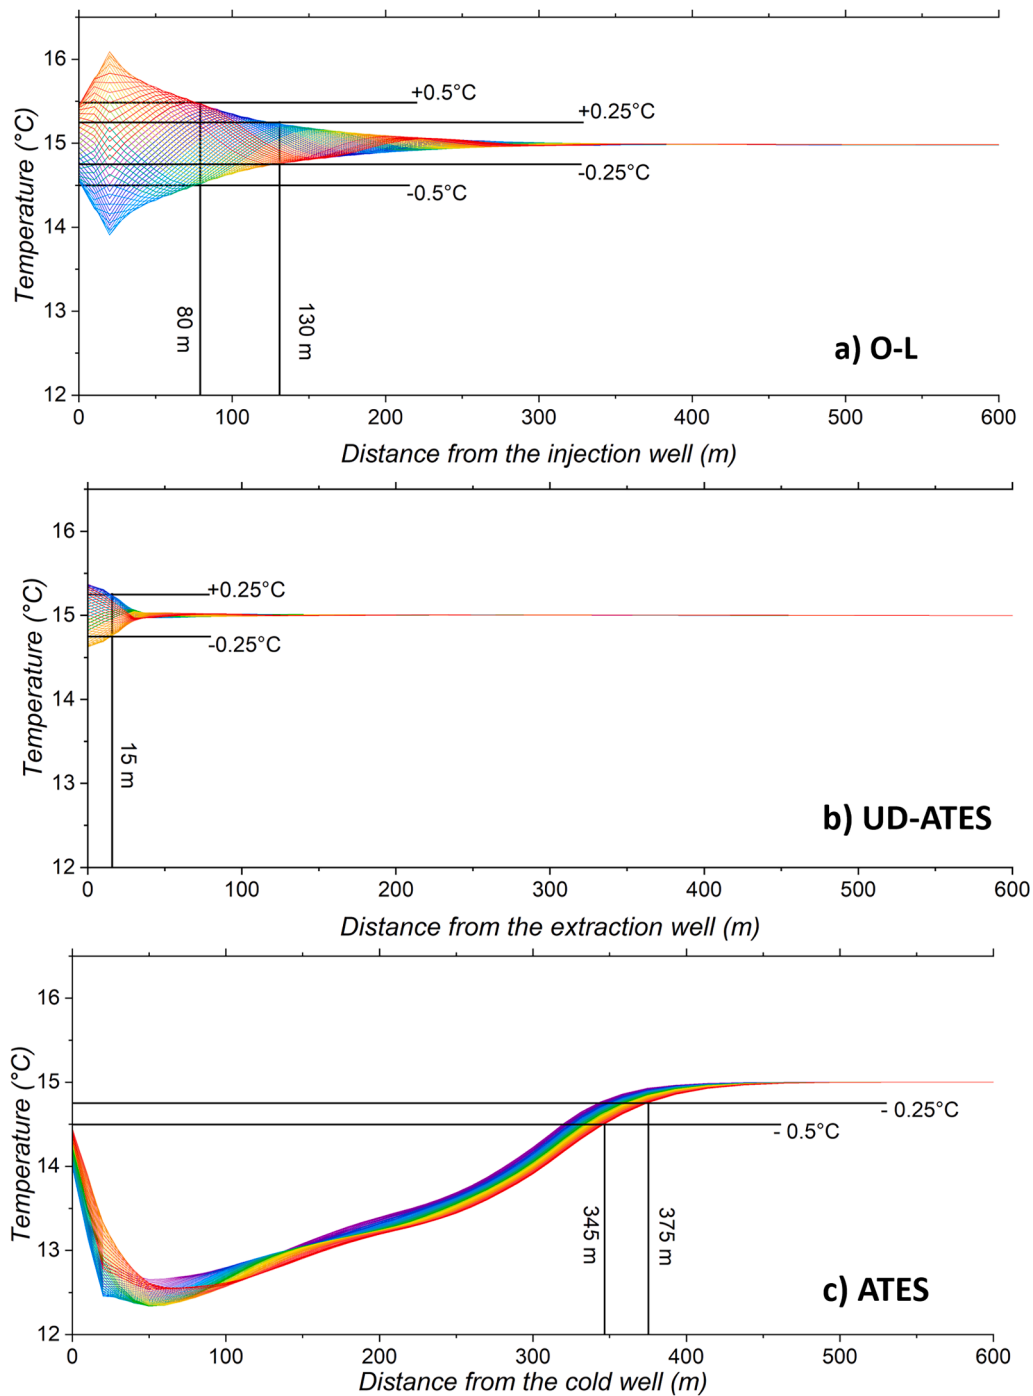 16
15
14
13
12
Temperature (°C)
+0.5°C
+0.25°C
-0.25°C
-0.5°C
80 m
130 m
a) O-L
0
100
200
300
400
500
600
Distance from the injection well (m)
16
15
14
13
12
Temperature (°C)
+0.25°C
-0.25°C
15 m
b) UD-ATES
0
100
200
300
400
500
600
Distance from the extraction well (m)
16
15
14
13
12
Temperature (°C)
- 0.25°C
- 0.5°C
345 m
375 m
c) ATES
0
100
200
300
400
500
600
Distance from the cold well (m)